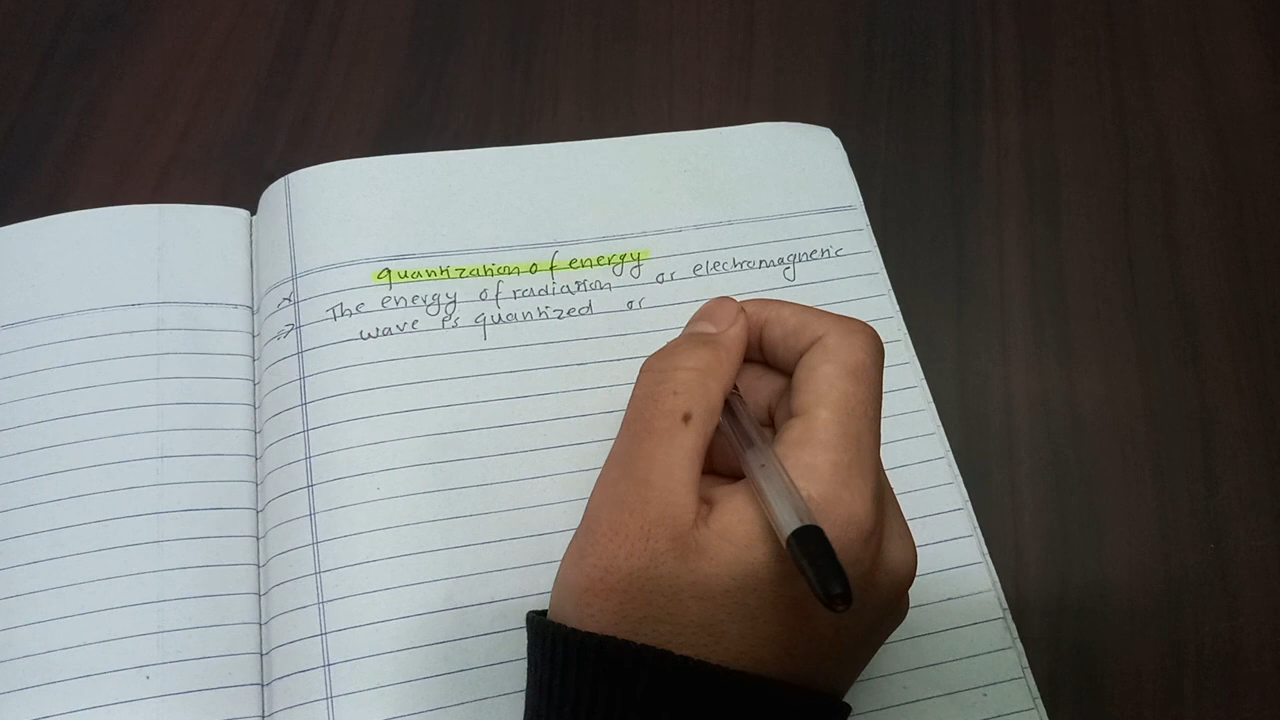 quantization of energy
The energy of radiation or electromagnetic
wave is quantized or